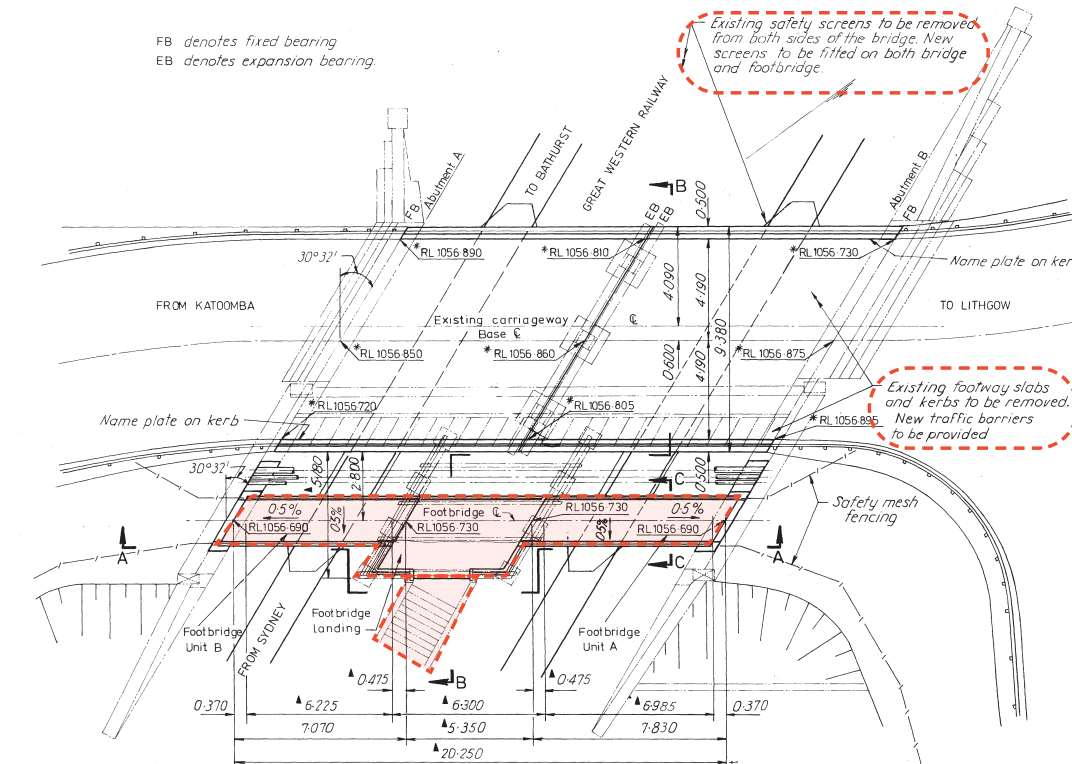 FB denotes fixed bearing
EB denotes expansion bearing.
Existing safety screens to be removed
from both sides of the bridge. New
screens to be fitted on both bridge
and footbridge.
GREAT WESTERN RAILWAY
TO BATHURST
Abutment A
FB
Abutment B
FB
B
EB
EB
0·500
*RL 1056·890
*RL 1056·810
*RL 1056·730
Name plate on ker
30°32'
4·090
4·190
9·380
FROM KATOOMBA
Existing carriageway
Base ℄
℄
TO LITHGOW
*RL 1056·850
*RL 1056·860
*RL 1056·875
0·600
4·190
Existing footway slabs
and kerbs to be removed.
New traffic barriers
to be provided
*RL 1056·720
*RL 1056·805
*RL 1056·895
Name plate on kerb
30°32'
▲5·180
2·800
C
0·500
Safety mesh
fencing
0·5%
0·5%
Footbridge ℄
RL 1056·730
0·5%
0·5%
RL 1056·690
RL 1056·730
RL 1056·690
A
A
C
Footbridge
landing
Footbridge
Unit B
FROM SYDNEY
Footbridge
Unit A
B
▲0·475
▲0·475
0·370
▲6·225
▲6·300
▲6·985
0·370
7·070
▲5·350
7·830
▲20·250